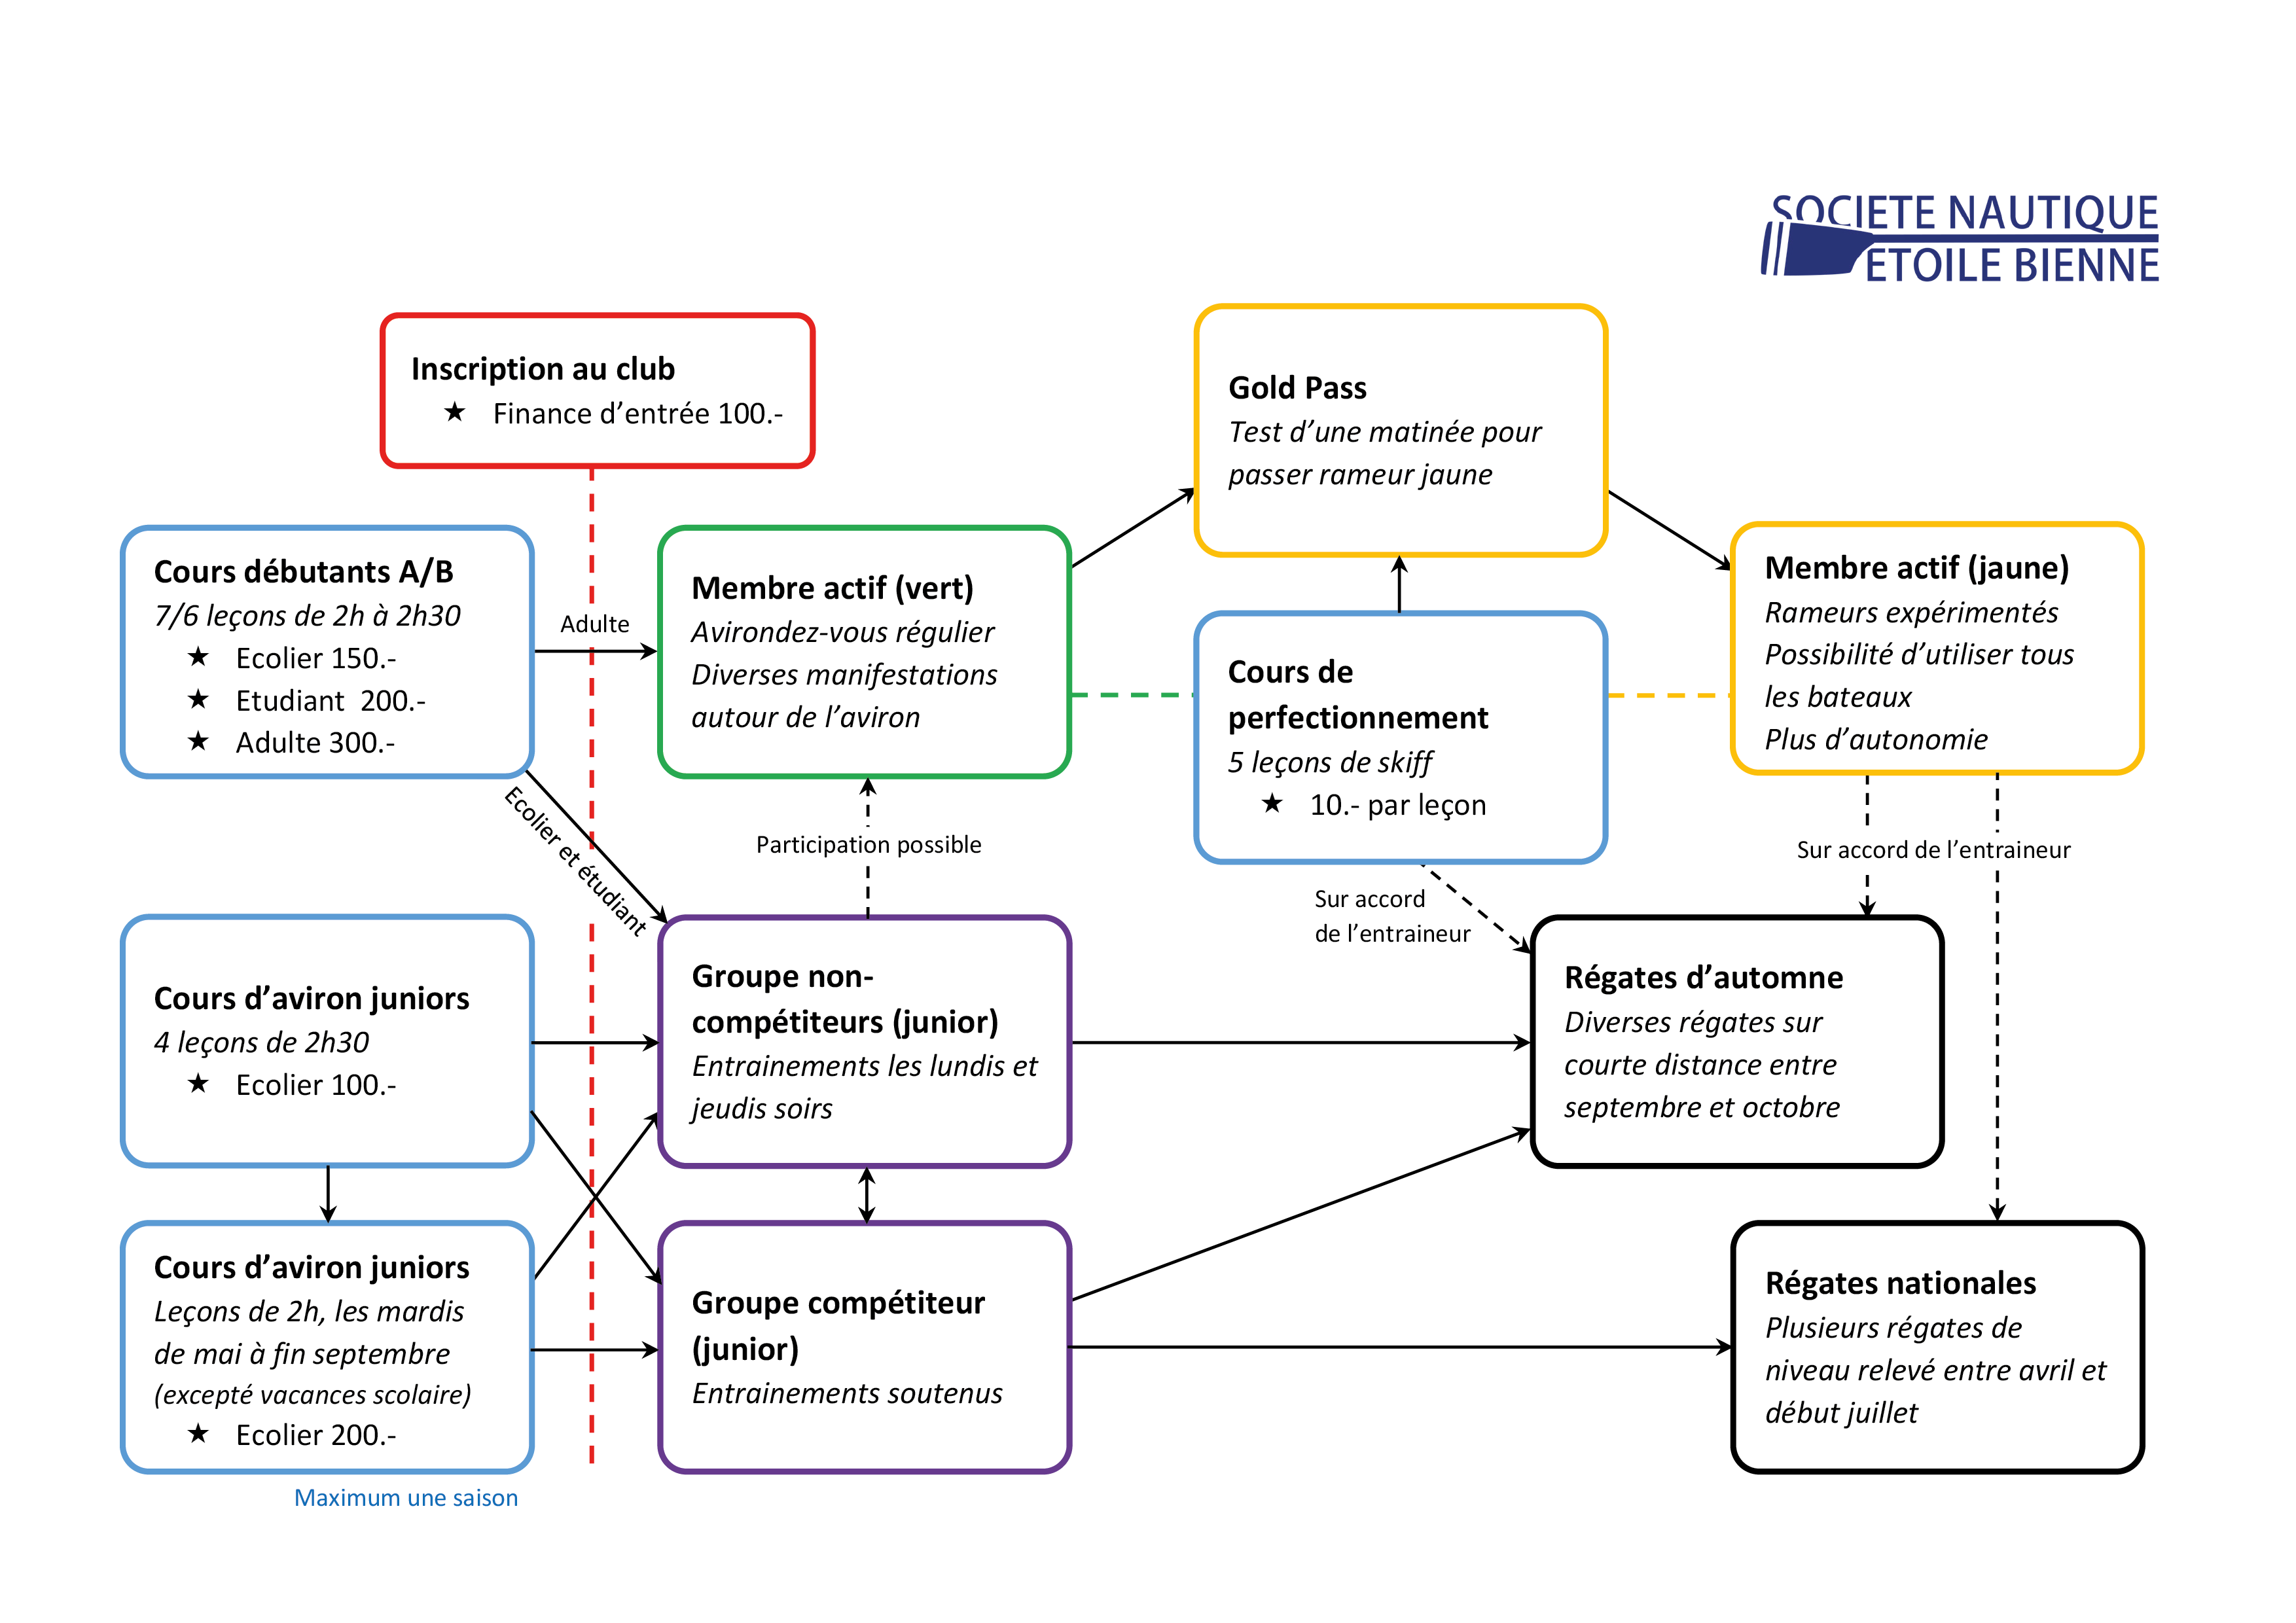 SOCIETE NAUTIQUE
ETOILE BIENNE
Inscription au club
★ Finance d’entrée 100.-
Gold Pass
Test d’une matinée pour
passer rameur jaune
Cours débutants A/B
7/6 leçons de 2h à 2h30
★ Ecolier 150.-
★ Etudiant 200.-
★ Adulte 300.-
Adulte
Ecolier et étudiant
Membre actif (vert)
Avirondez-vous régulier
Diverses manifestations
autour de l’aviron
Participation possible
Cours de
perfectionnement
5 leçons de skiff
★ 10.- par leçon
Sur accord
de l’entraineur
Membre actif (jaune)
Rameurs expérimentés
Possibilité d’utiliser tous
les bateaux
Plus d’autonomie
Sur accord de l’entraineur
Cours d’aviron juniors
4 leçons de 2h30
★ Ecolier 100.-
Groupe non-
compétiteurs (junior)
Entrainements les lundis et
jeudis soirs
Régates d’automne
Diverses régates sur
courte distance entre
septembre et octobre
Cours d’aviron juniors
Leçons de 2h, les mardis
de mai à fin septembre
(excepté vacances scolaire)
★ Ecolier 200.-
Maximum une saison
Groupe compétiteur
(junior)
Entrainements soutenus
Régates nationales
Plusieurs régates de
niveau relevé entre avril et
début juillet